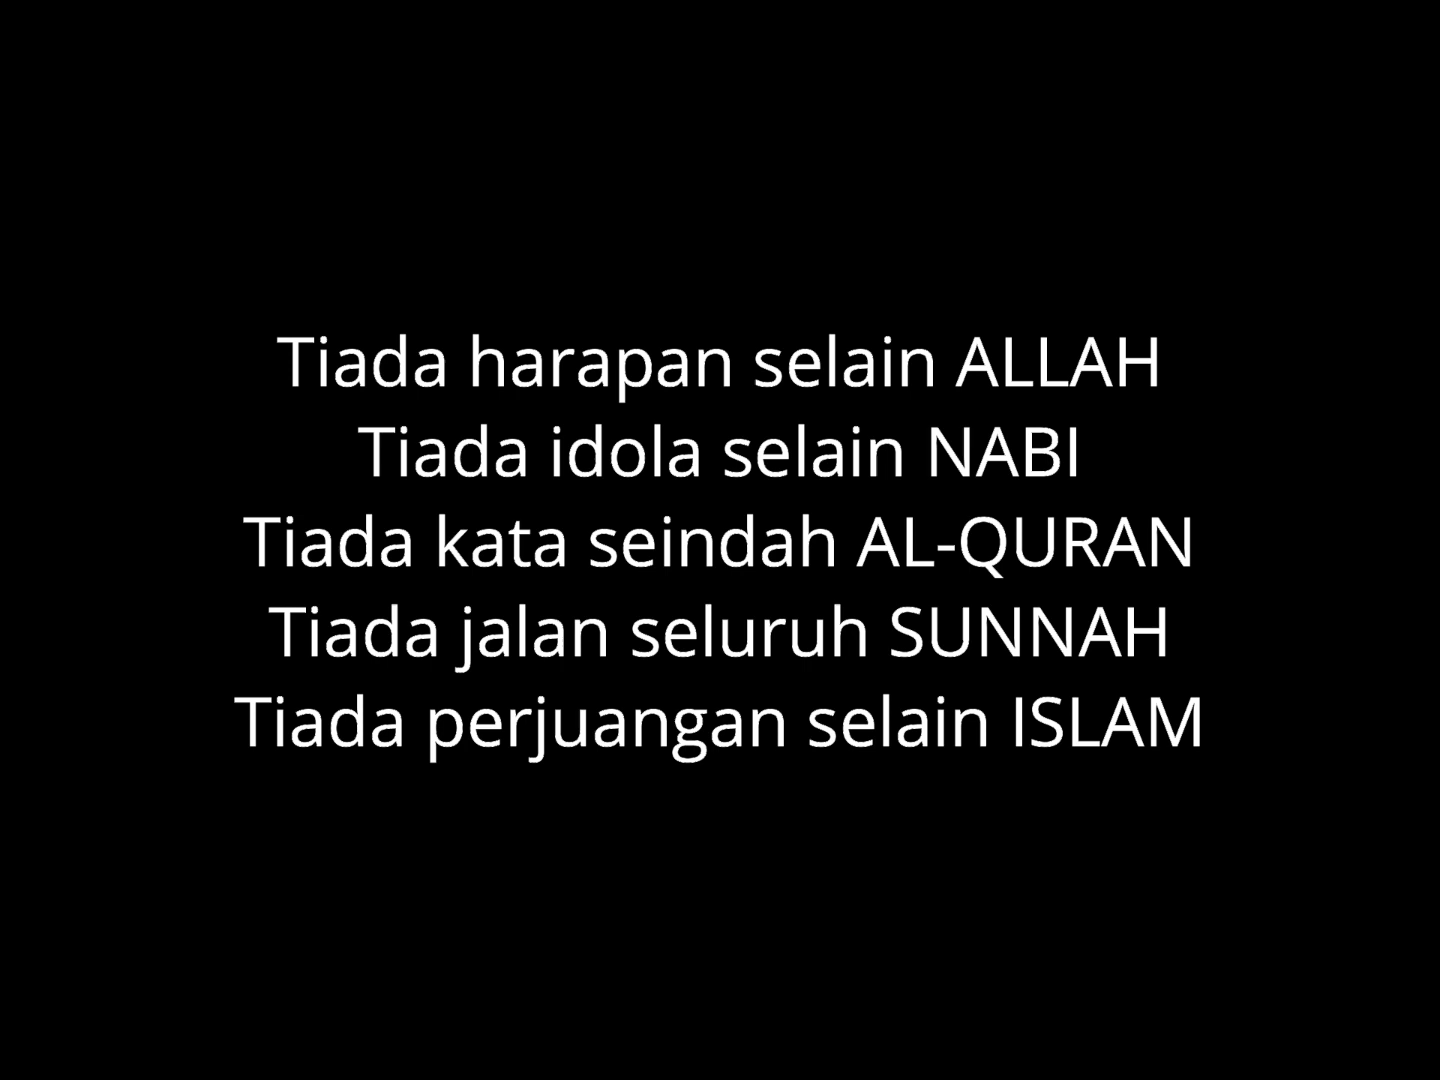 Tiada harapan selain ALLAH
Tiada idola selain NABI
Tiada kata seindah AL-QURAN
Tiada jalan seluruh SUNNAH
Tiada perjuangan selain ISLAM